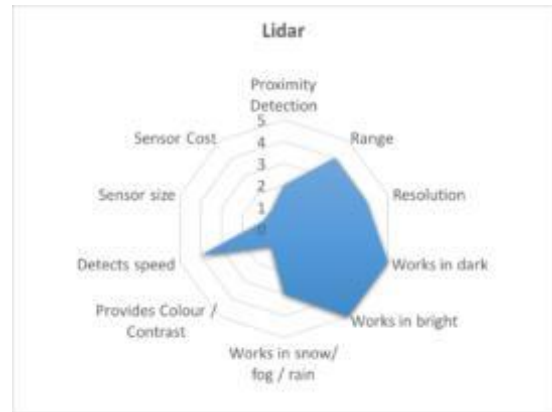 Lidar
Proximity
Detection
5
4
3
2
1
0
Sensor Cost
Range
Sensor size
Resolution
Detects speed
Works in dark
Provides Colour /
Contrast
Works in bright
Works in snow/
fog / rain